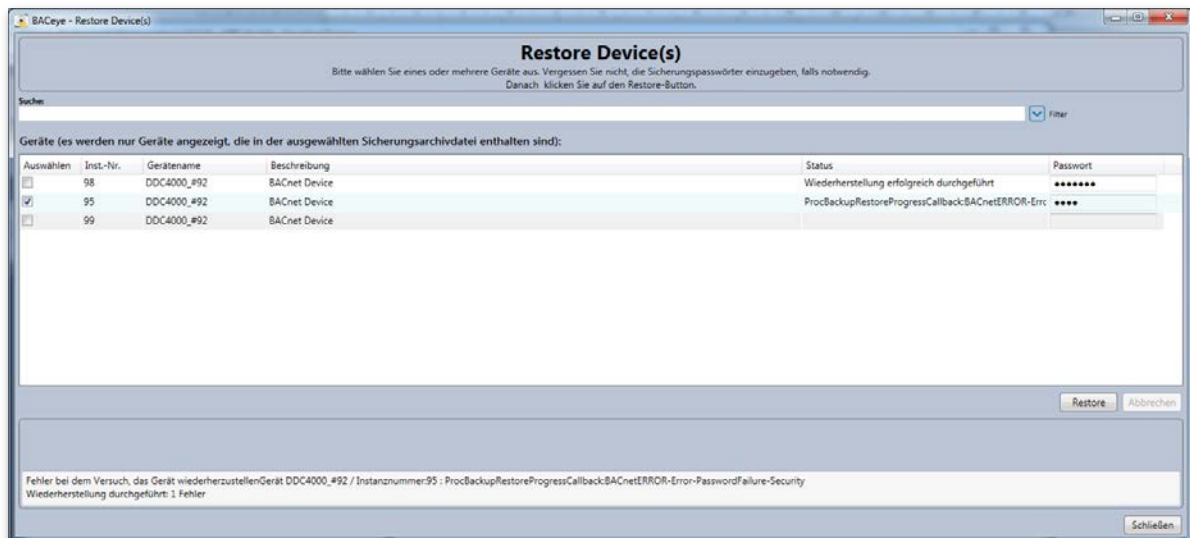 BACeye - Restore Device(s)
Restore Device(s)
Bitte wählen Sie eines oder mehrere Geräte aus. Vergessen Sie nicht, die Sicherungspasswörter einzugeben, falls notwendig.
Danach klicken Sie auf den Restore-Button.
Suche:
Filter
Geräte (es werden nur Geräte angezeigt, die in der ausgewählten Sicherungsarchivdatei enthalten sind):
Auswählen Inst.-Nr. Gerätename Beschreibung Status Passwort
98 DDC4000_#92 BACnet Device Wiederherstellung erfolgreich durchgeführt •••••••
95 DDC4000_#92 BACnet Device ProcBackupRestoreProgressCallback:BACnetERROR-Errc ••••
99 DDC4000_#92 BACnet Device
Restore Abbrechen
Fehler bei dem Versuch, das Gerät wiederherzustellenGerät DDC4000_#92 / Instanznummer:95 : ProcBackupRestoreProgressCallback:BACnetERROR-Error-PasswordFailure-Security
Wiederherstellung durchgeführt: 1 Fehler
Schließen